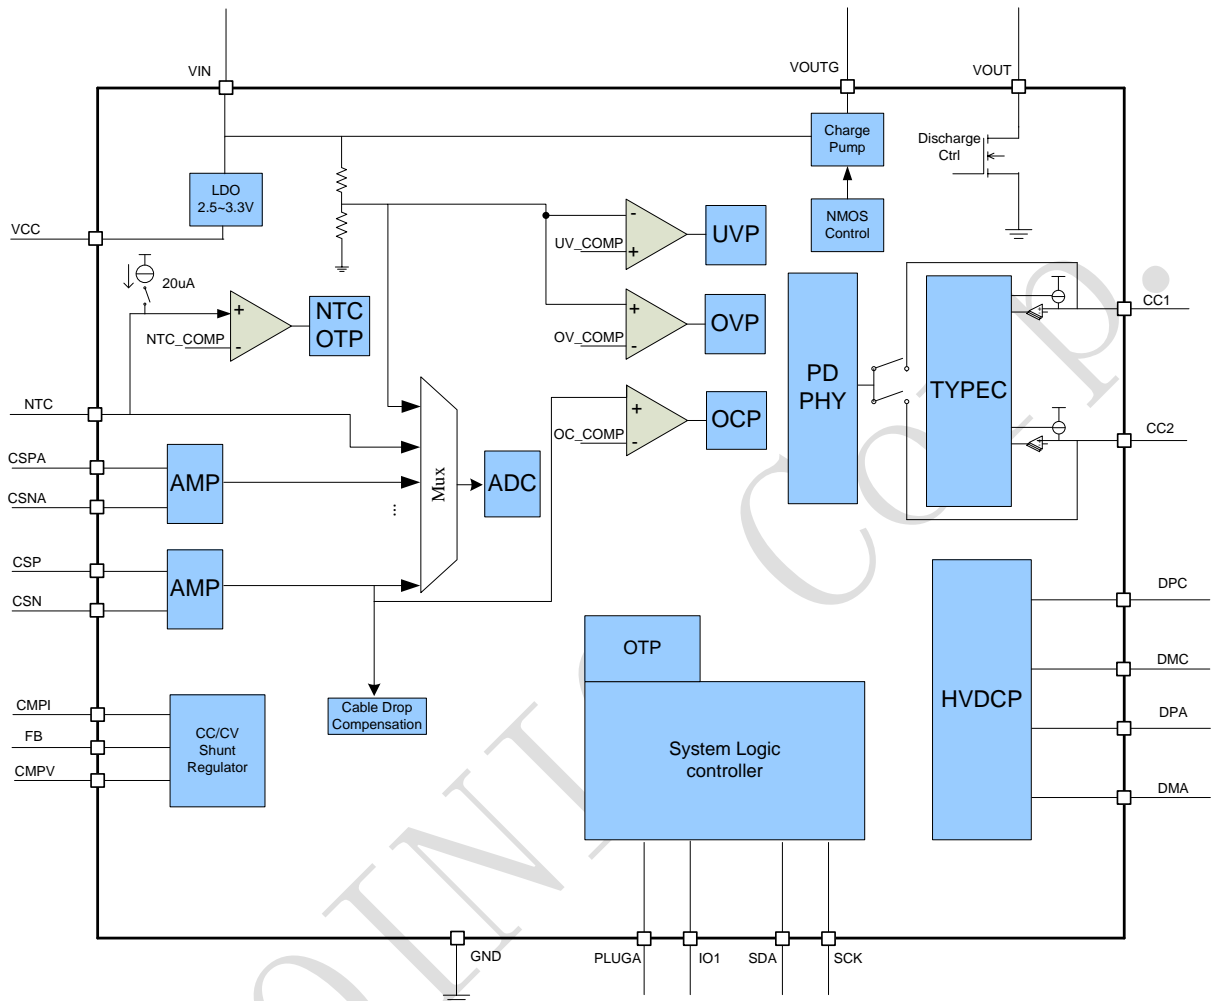 VIN
VOUTG
VOUT
Charge
Pump
Discharge
Ctrl
LDO
2.5~3.3V
NMOS
Control
VCC
UV_COMP
-
+
UVP
20uA
NTC_COMP
+
-
NTC
OTP
OV_COMP
+
-
OVP
CC1
PD
PHY
TYPEC
NTC
OC_COMP
+
-
OCP
CC2
CSPA
CSNA
AMP
...
Mux
ADC
CSP
CSN
AMP
DPC
DMC
DPA
DMA
HVDCP
OTP
System Logic
controller
Cable Drop
Compensation
CMPI
FB
CMPV
CC/CV
Shunt
Regulator
GND
PLUGA
IO1
SDA
SCK
Corp.